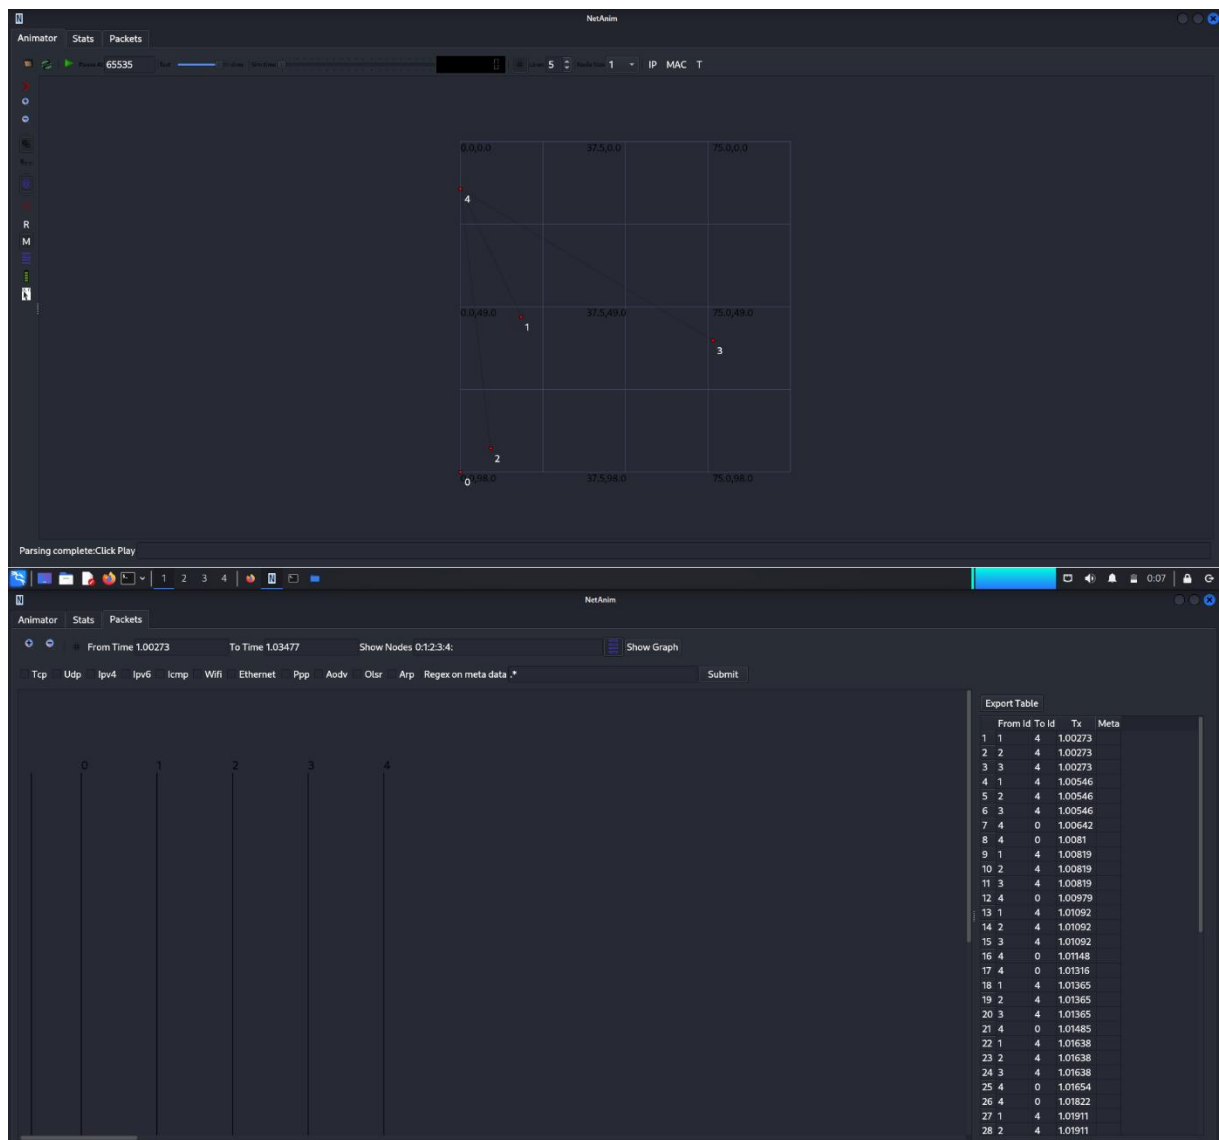 NetAnim
Animator Stats Packets
65535 5 1 IP MAC T
0.0,0.0 37.5,0.0 75.0,0.0
4
R
M
0.0,49.0 37.5,49.0 75.0,49.0
1
3
2
0 0.0,98.0 37.5,98.0 75.0,98.0
Parsing complete:Click Play
1 2 3 4 0:07
NetAnim
Animator Stats Packets
From Time 1.00273 To Time 1.03477 Show Nodes 0:1:2:3:4: Show Graph
Tcp Udp Ipv4 Ipv6 Icmp Wifi Ethernet Ppp Aodv Olsr Arp Regex on meta data .* Submit
Export Table
0 1 2 3 4
From Id To Id Tx Meta
1 1 4 1.00273
2 2 4 1.00273
3 3 4 1.00273
4 1 4 1.00546
5 2 4 1.00546
6 3 4 1.00546
7 4 0 1.00642
8 4 0 1.0081
9 1 4 1.00819
10 2 4 1.00819
11 3 4 1.00819
12 4 0 1.00979
13 1 4 1.01092
14 2 4 1.01092
15 3 4 1.01092
16 4 0 1.01148
17 4 0 1.01316
18 1 4 1.01365
19 2 4 1.01365
20 3 4 1.01365
21 4 0 1.01485
22 1 4 1.01638
23 2 4 1.01638
24 3 4 1.01638
25 4 0 1.01654
26 4 0 1.01822
27 1 4 1.01911
28 2 4 1.01911